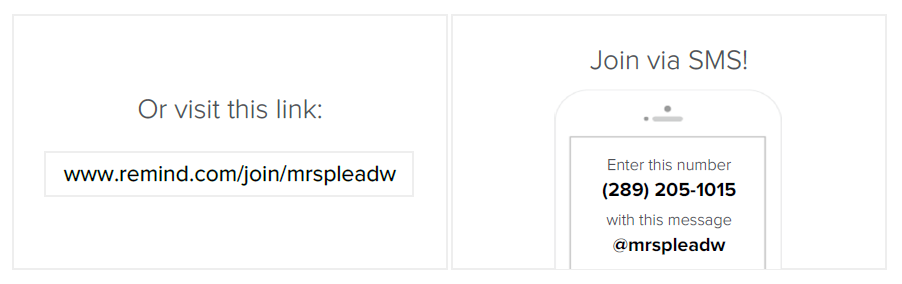 Or visit this link:
www.remind.com/join/mrspleadw
Join via SMS!
Enter this number
(289) 205-1015
with this message
@mrspleadw